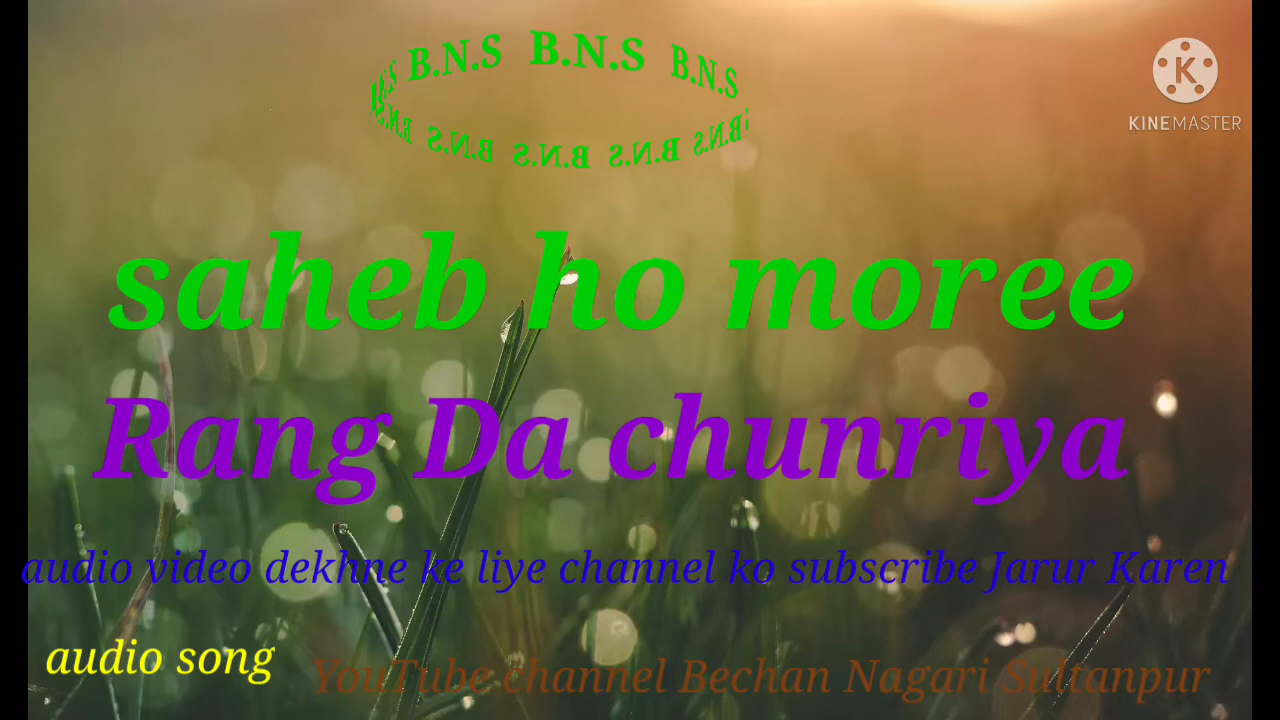 B.N.S B.N.S B.N.S
B.N.S B.N.S B.N.S B.N.S B.N.S B.N.S
K
KINEMASTER
saheb ho moree
Rang Da chunriya
audio video dekhne ke liye channel ko subscribe Jarur Karen
audio song
YouTube channel Bechan Nagari Sultanpur